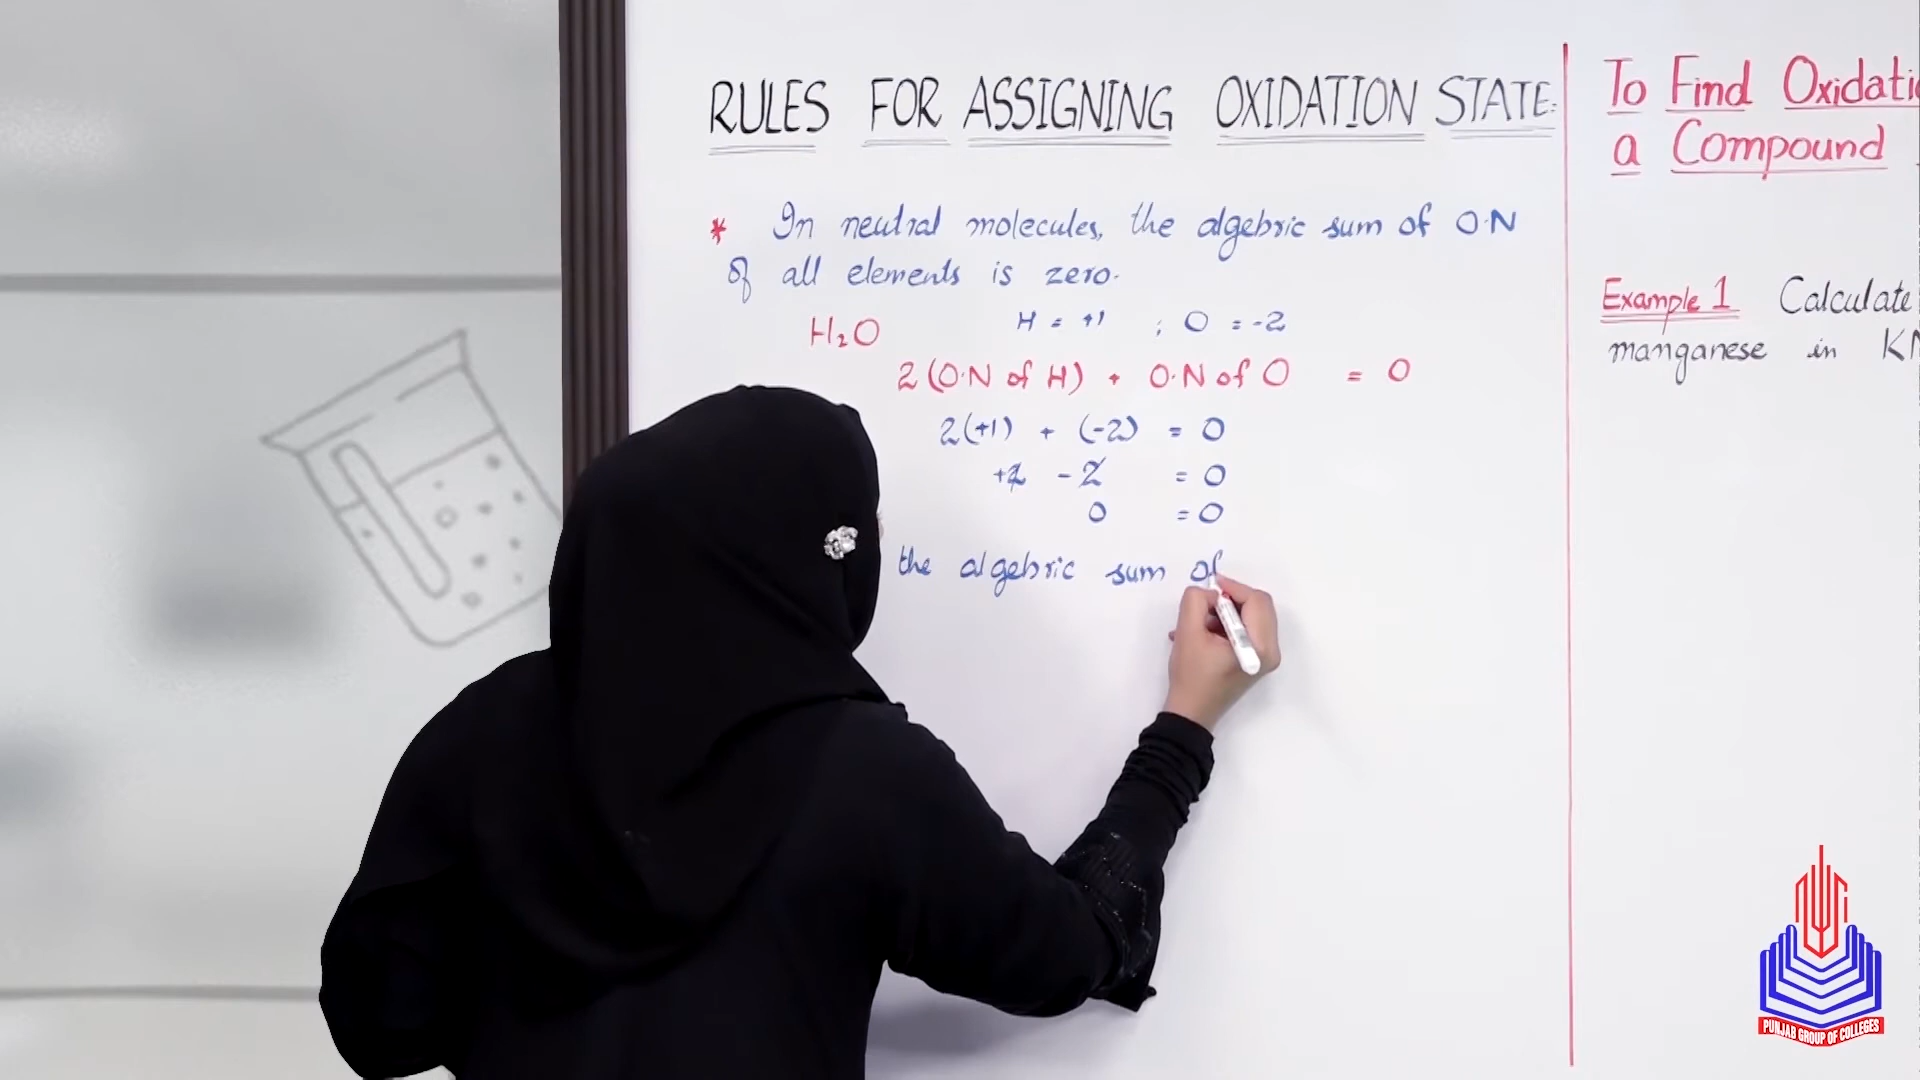 RULES FOR ASSIGNING OXIDATION STATE:
* In neutral molecules, the algebric sum of O.N
of all elements is zero.
H₂O H = +1 ; O = -2
2 (O.N of H) + O.N of O = 0
2(+1) + (-2) = 0
+2 - 2 = 0
0 = 0
the algebric sum of
To Find Oxidatio
a Compound
Example 1 Calculate
manganese in KM
PUNJAB GROUP OF COLLEGES